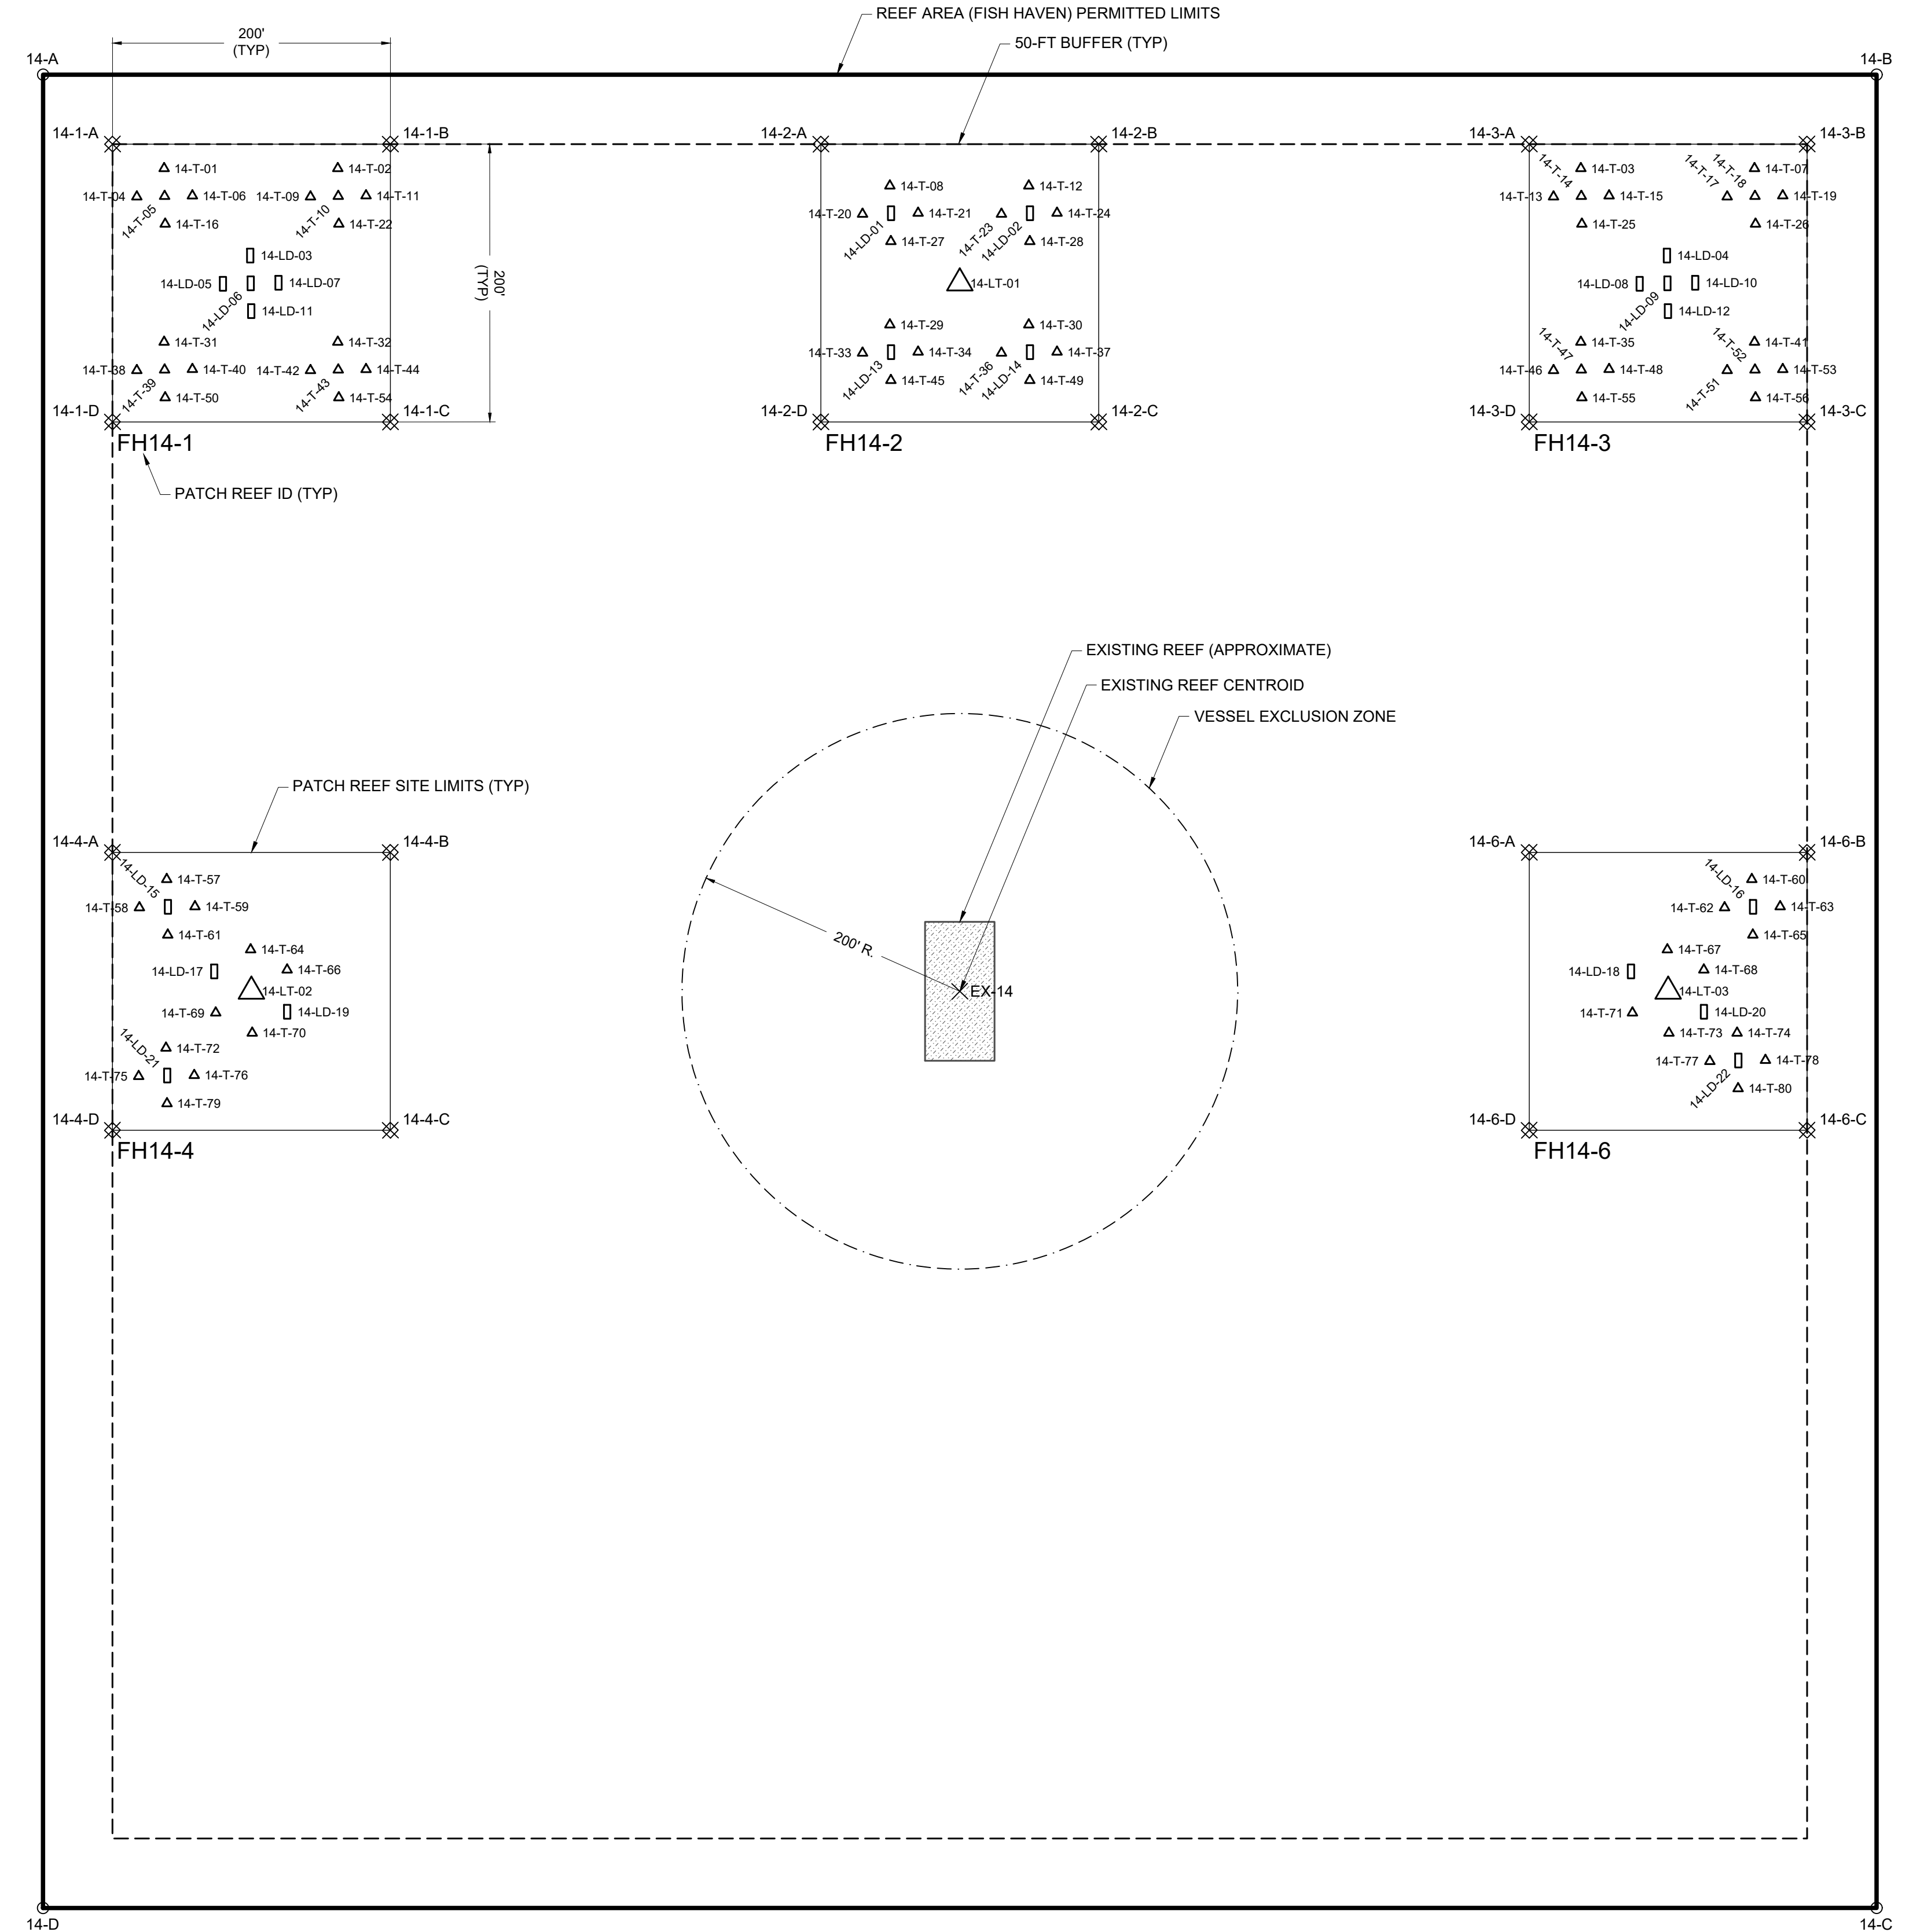 REEF AREA (FISH HAVEN) PERMITTED LIMITS
200'
(TYP)
50-FT BUFFER (TYP)
14-A
14-B
14-1-A
14-1-B
14-2-A
14-2-B
14-3-A
14-3-B
14-T-01
14-T-02
14-T-04
14-T-05
14-T-06
14-T-09
14-T-10
14-T-11
14-T-16
14-T-22
14-LD-03
14-LD-05
14-LD-06
14-LD-07
14-LD-11
14-T-31
14-T-32
14-T-38
14-T-39
14-T-40
14-T-42
14-T-43
14-T-44
14-T-50
14-T-54
14-1-D
14-1-C
FH14-1
200'
(TYP)
PATCH REEF ID (TYP)
14-T-08
14-T-12
14-T-20
14-LD-01
14-T-21
14-T-23
14-LD-02
14-T-24
14-T-27
14-T-28
14-LT-01
14-T-29
14-T-30
14-T-33
14-LD-13
14-T-34
14-T-36
14-LD-14
14-T-37
14-T-45
14-T-49
14-2-D
14-2-C
FH14-2
14-T-14
14-T-03
14-T-17
14-T-18
14-T-07
14-T-13
14-T-15
14-T-19
14-T-25
14-T-26
14-LD-04
14-LD-08
14-LD-09
14-LD-10
14-LD-12
14-T-47
14-T-35
14-T-52
14-T-41
14-T-46
14-T-48
14-T-51
14-T-53
14-T-55
14-T-56
14-3-D
14-3-C
FH14-3
EXISTING REEF (APPROXIMATE)
EXISTING REEF CENTROID
VESSEL EXCLUSION ZONE
PATCH REEF SITE LIMITS (TYP)
14-4-A
14-4-B
14-LD-15
14-T-57
14-T-58
14-T-59
14-T-61
14-T-64
14-LD-17
14-T-66
14-LT-02
14-T-69
14-LD-19
14-T-70
14-LD-21
14-T-72
14-T-75
14-T-76
14-T-79
14-4-D
14-4-C
FH14-4
200' R.
EX-14
14-6-A
14-6-B
14-LD-16
14-T-60
14-T-62
14-T-63
14-T-65
14-T-67
14-LD-18
14-T-68
14-LT-03
14-T-71
14-LD-20
14-T-73
14-T-74
14-T-77
14-LD-22
14-T-78
14-T-80
14-6-D
14-6-C
FH14-6
14-D
14-C